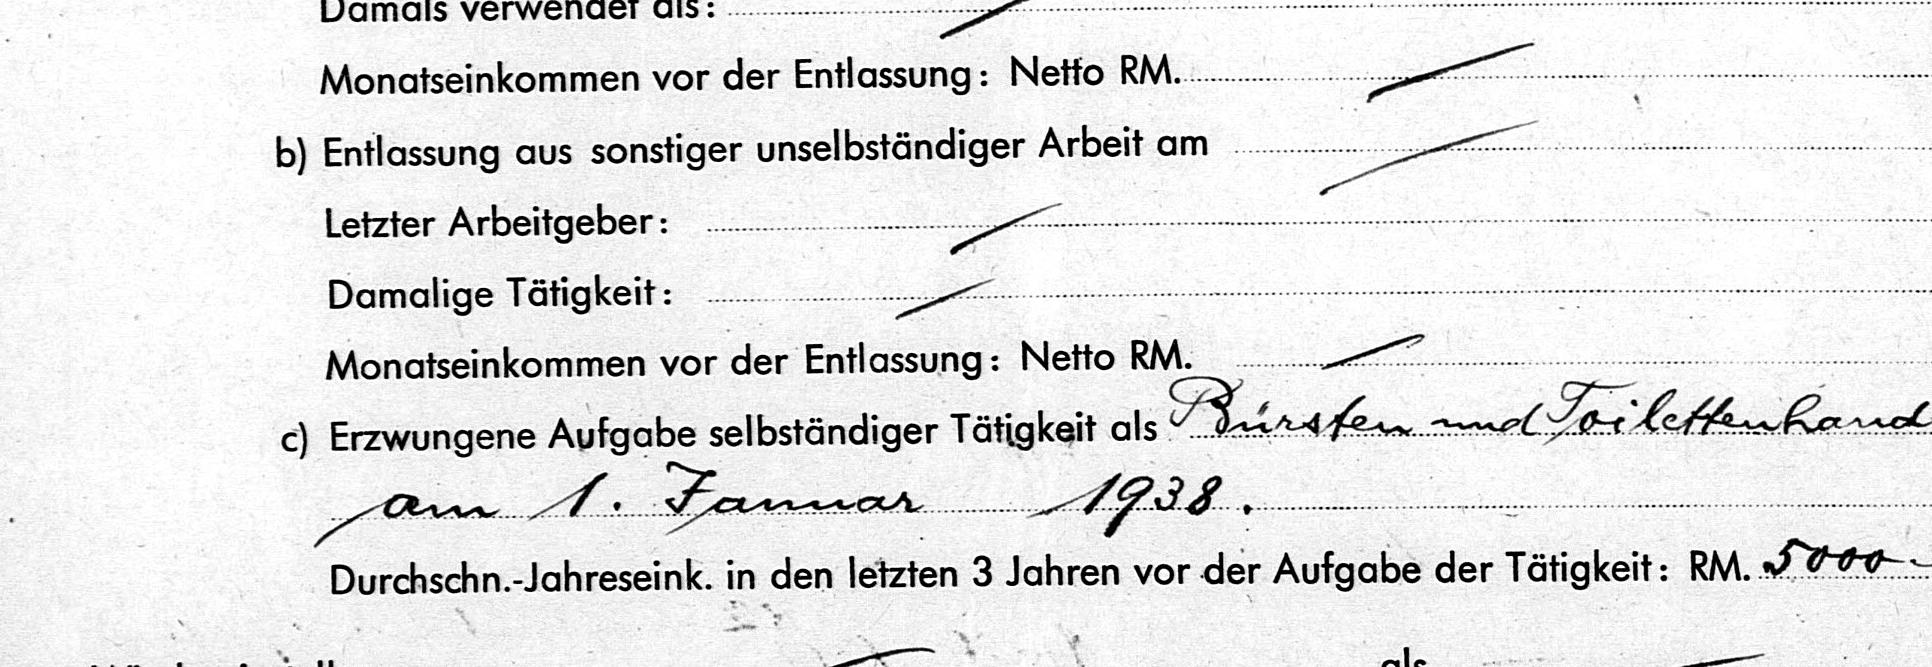 Damals verwendet als:
Monatseinkommen vor der Entlassung: Netto RM.
b) Entlassung aus sonstiger unselbständiger Arbeit am
Letzter Arbeitgeber:
Damalige Tätigkeit:
Monatseinkommen vor der Entlassung: Netto RM.
c) Erzwungene Aufgabe selbständiger Tätigkeit als Bürsten und Toilettenhand
am 1. Januar 1938.
Durchschn.-Jahreseink. in den letzten 3 Jahren vor der Aufgabe der Tätigkeit: RM. 5000-
als